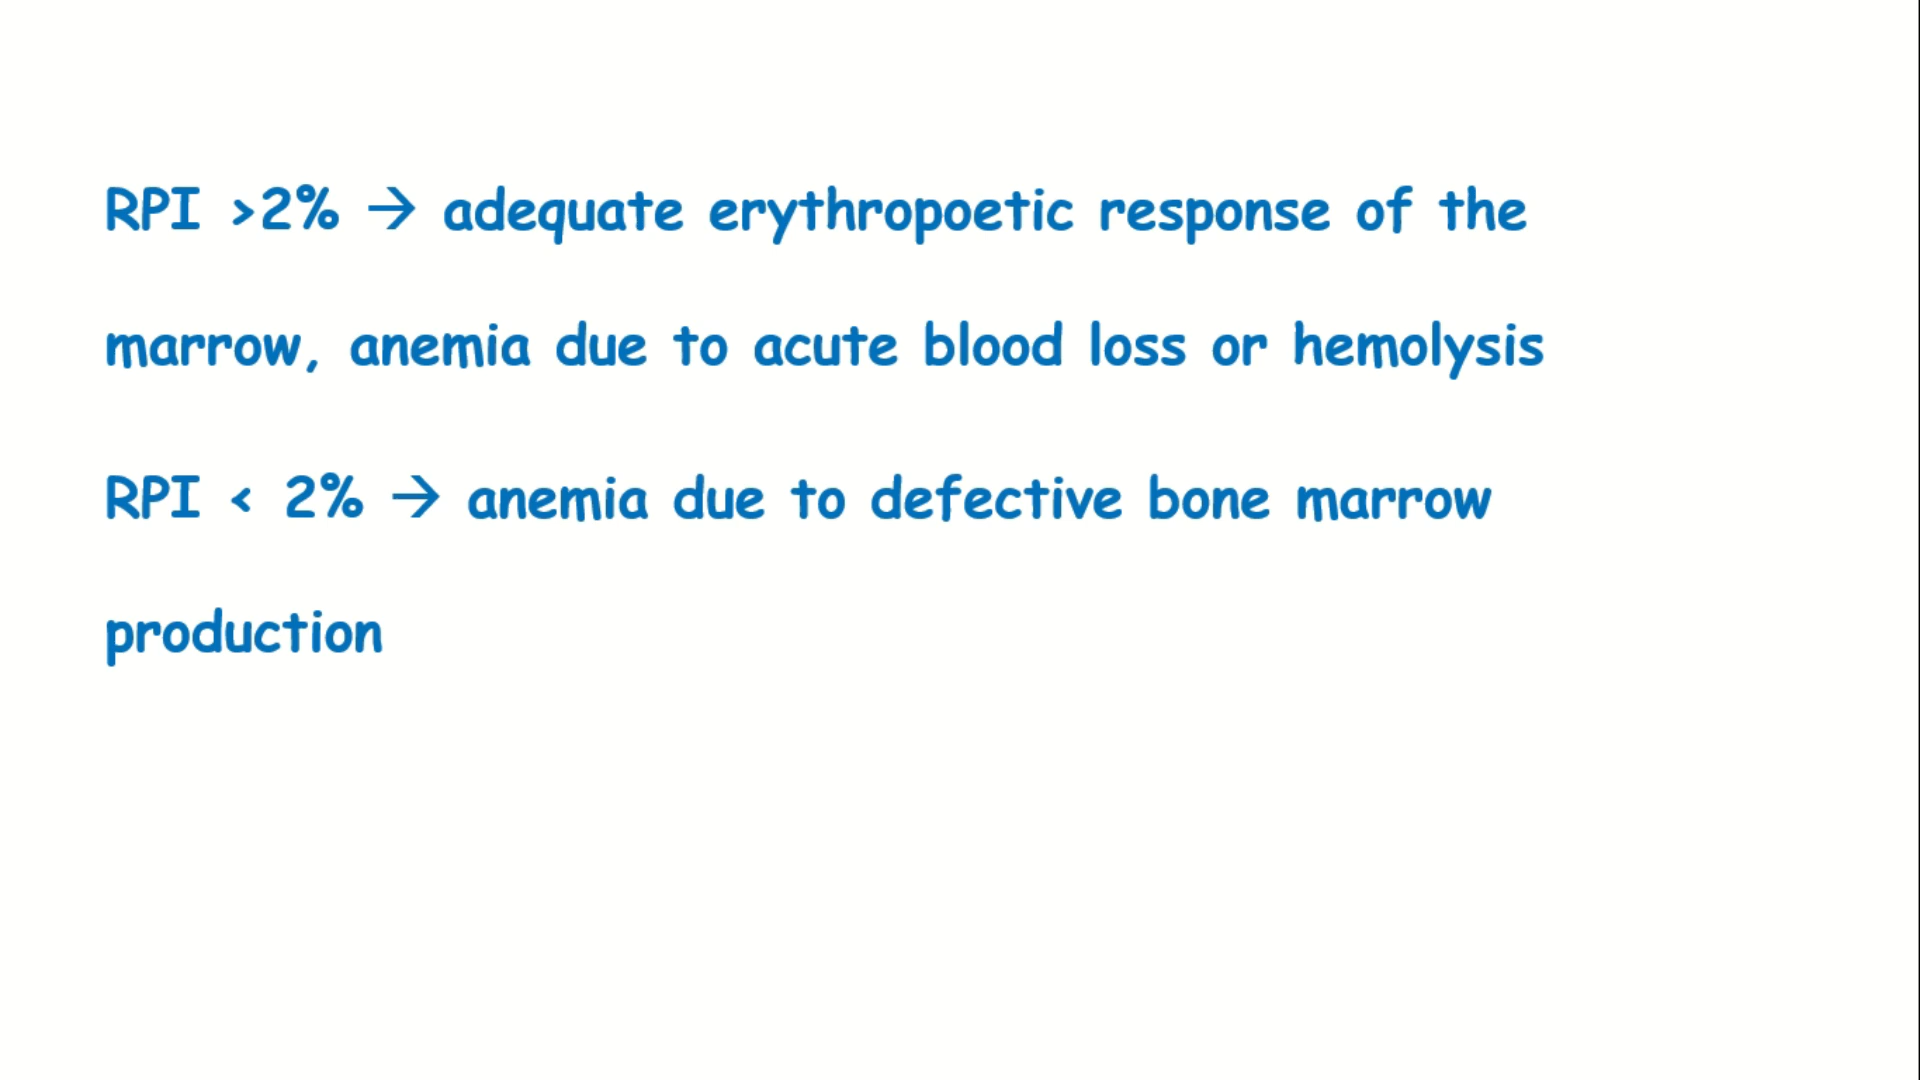 RPI >2% → adequate erythropoetic response of the
marrow, anemia due to acute blood loss or hemolysis
RPI < 2% → anemia due to defective bone marrow
production